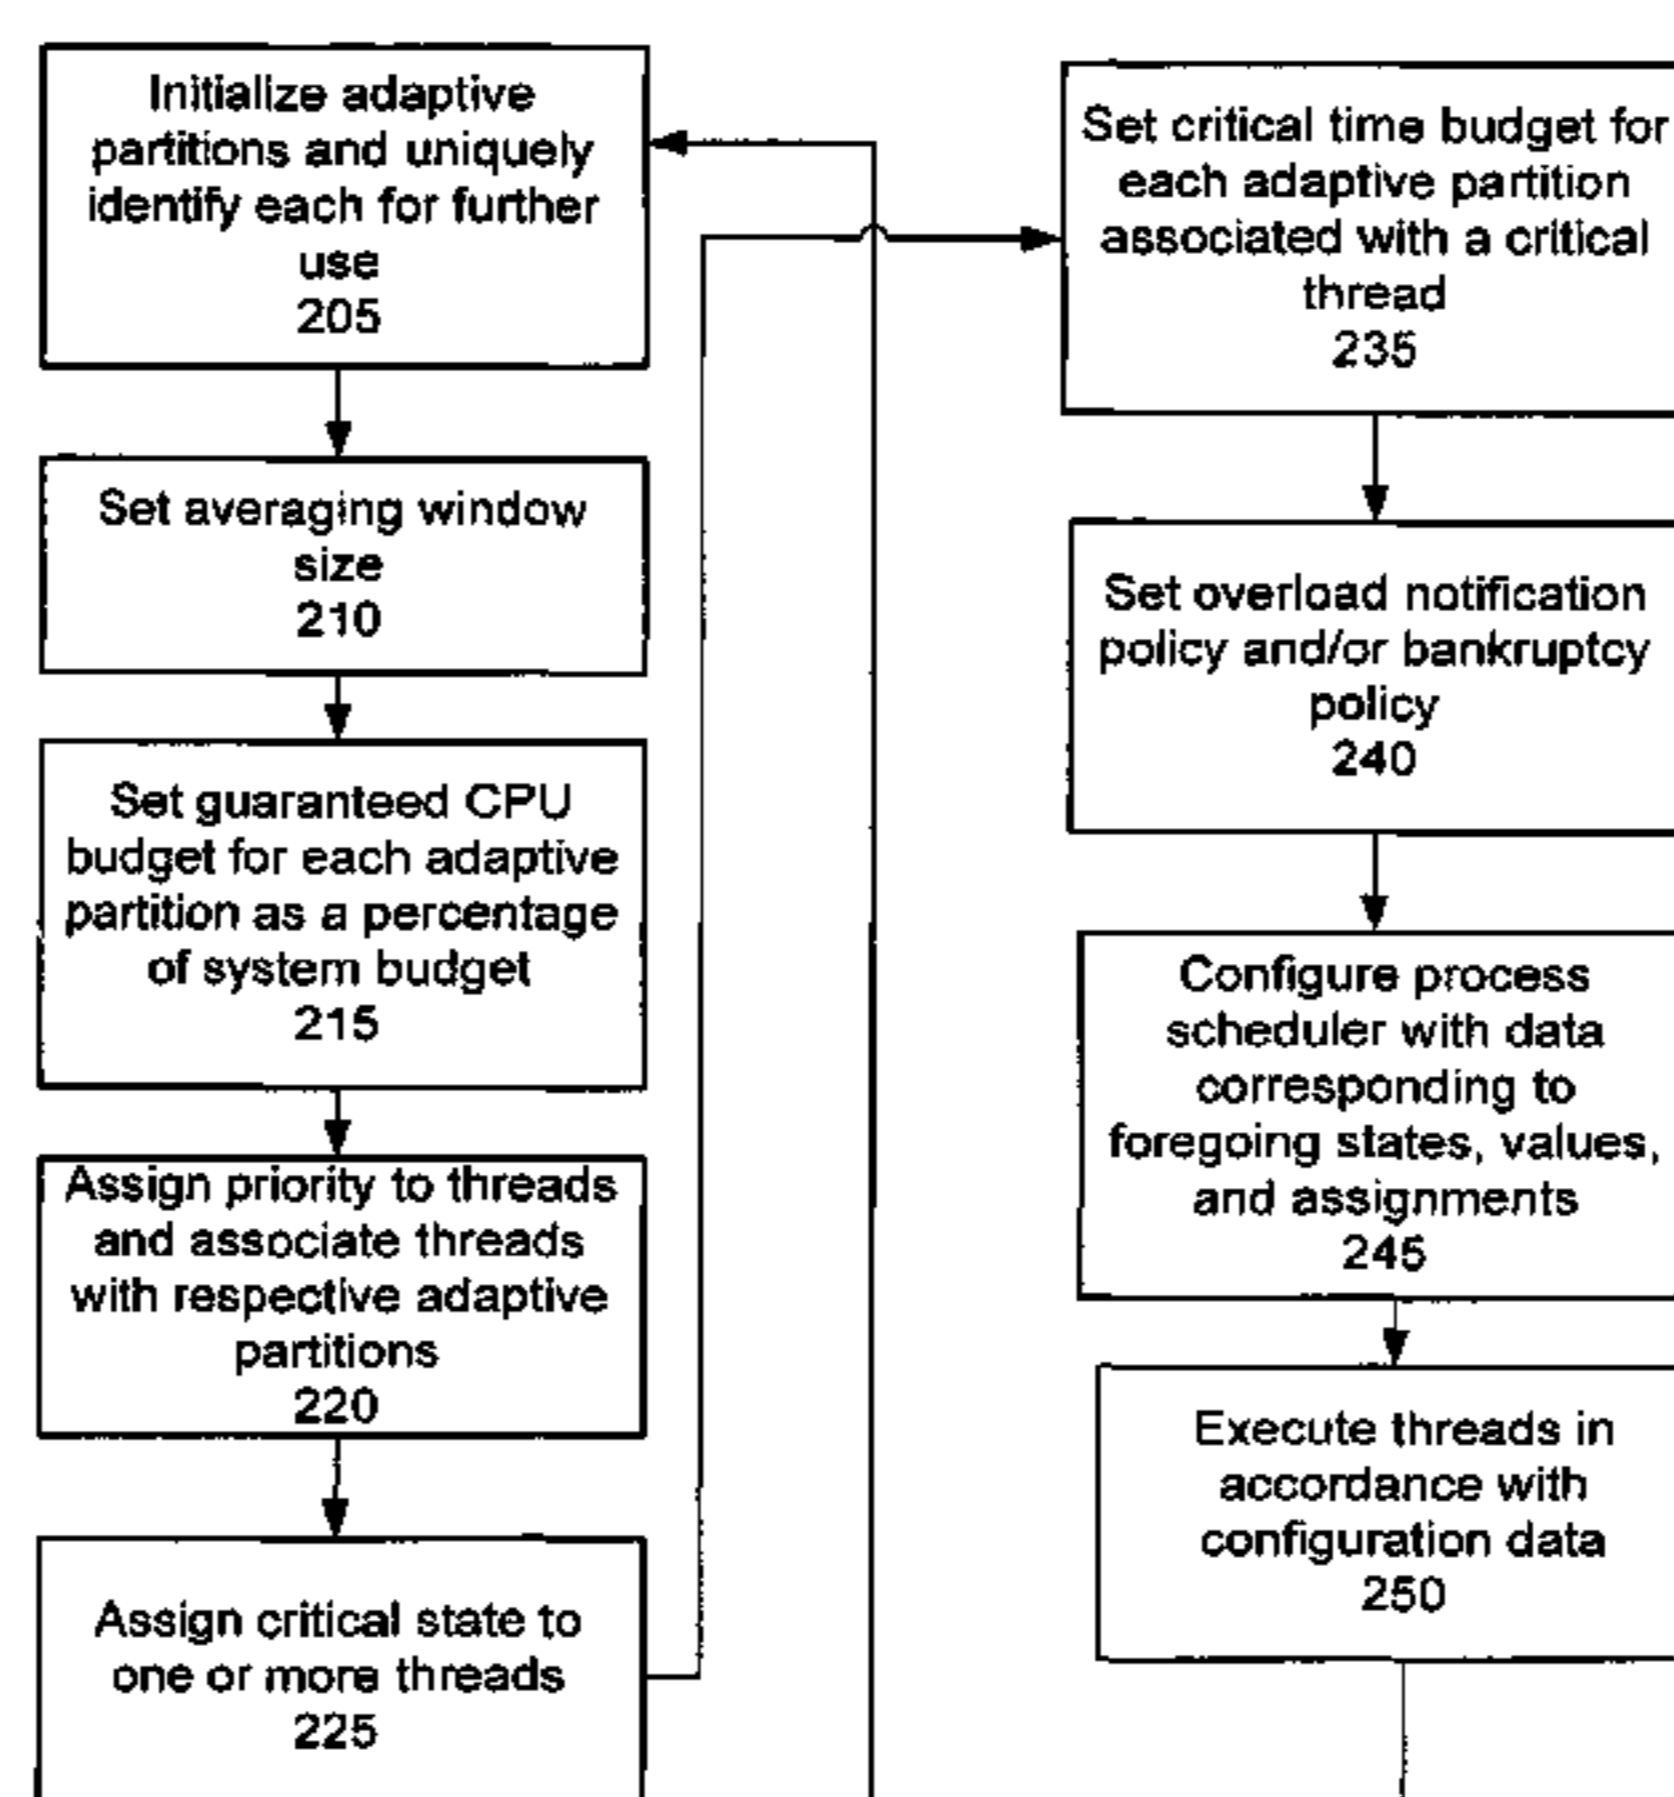 Initialize adaptive
partitions and uniquely
identify each for further
use
205
Set averaging window
size
210
Set guaranteed CPU
budget for each adaptive
partition as a percentage
of system budget
215
Assign priority to threads
and associate threads
with respective adaptive
partitions
220
Assign critical state to
one or more threads
225
Set critical time budget for
each adaptive partition
associated with a critical
thread
235
Set overload notification
policy and/or bankruptcy
policy
240
Configure process
scheduler with data
corresponding to
foregoing states, values,
and assignments
245
Execute threads in
accordance with
configuration data
250